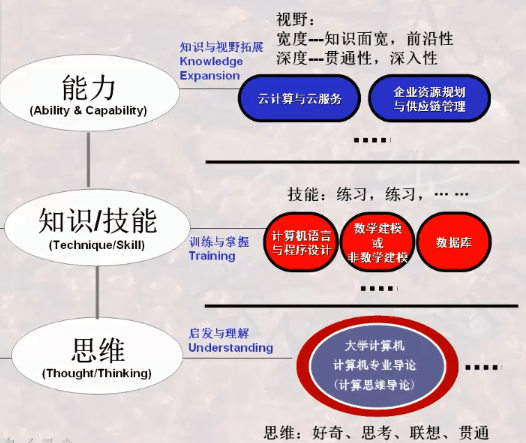 视野：
宽度---知识面宽，前沿性
深度---贯通性，深入性
知识与视野拓展
Knowledge
Expansion
能力
(Ability & Capability)
云计算与云服务
企业资源规划
与供应链管理
技能：练习，练习，… …
知识/技能
(Technique/Skill)
训练与掌握
Training
计算机语言
与程序设计
数学建模
或
非数学建模
数据库
启发与理解
Understanding
思维
(Thought/Thinking)
大学计算机
计算机专业导论
(计算思维导论)
思维：好奇、思考、联想、贯通